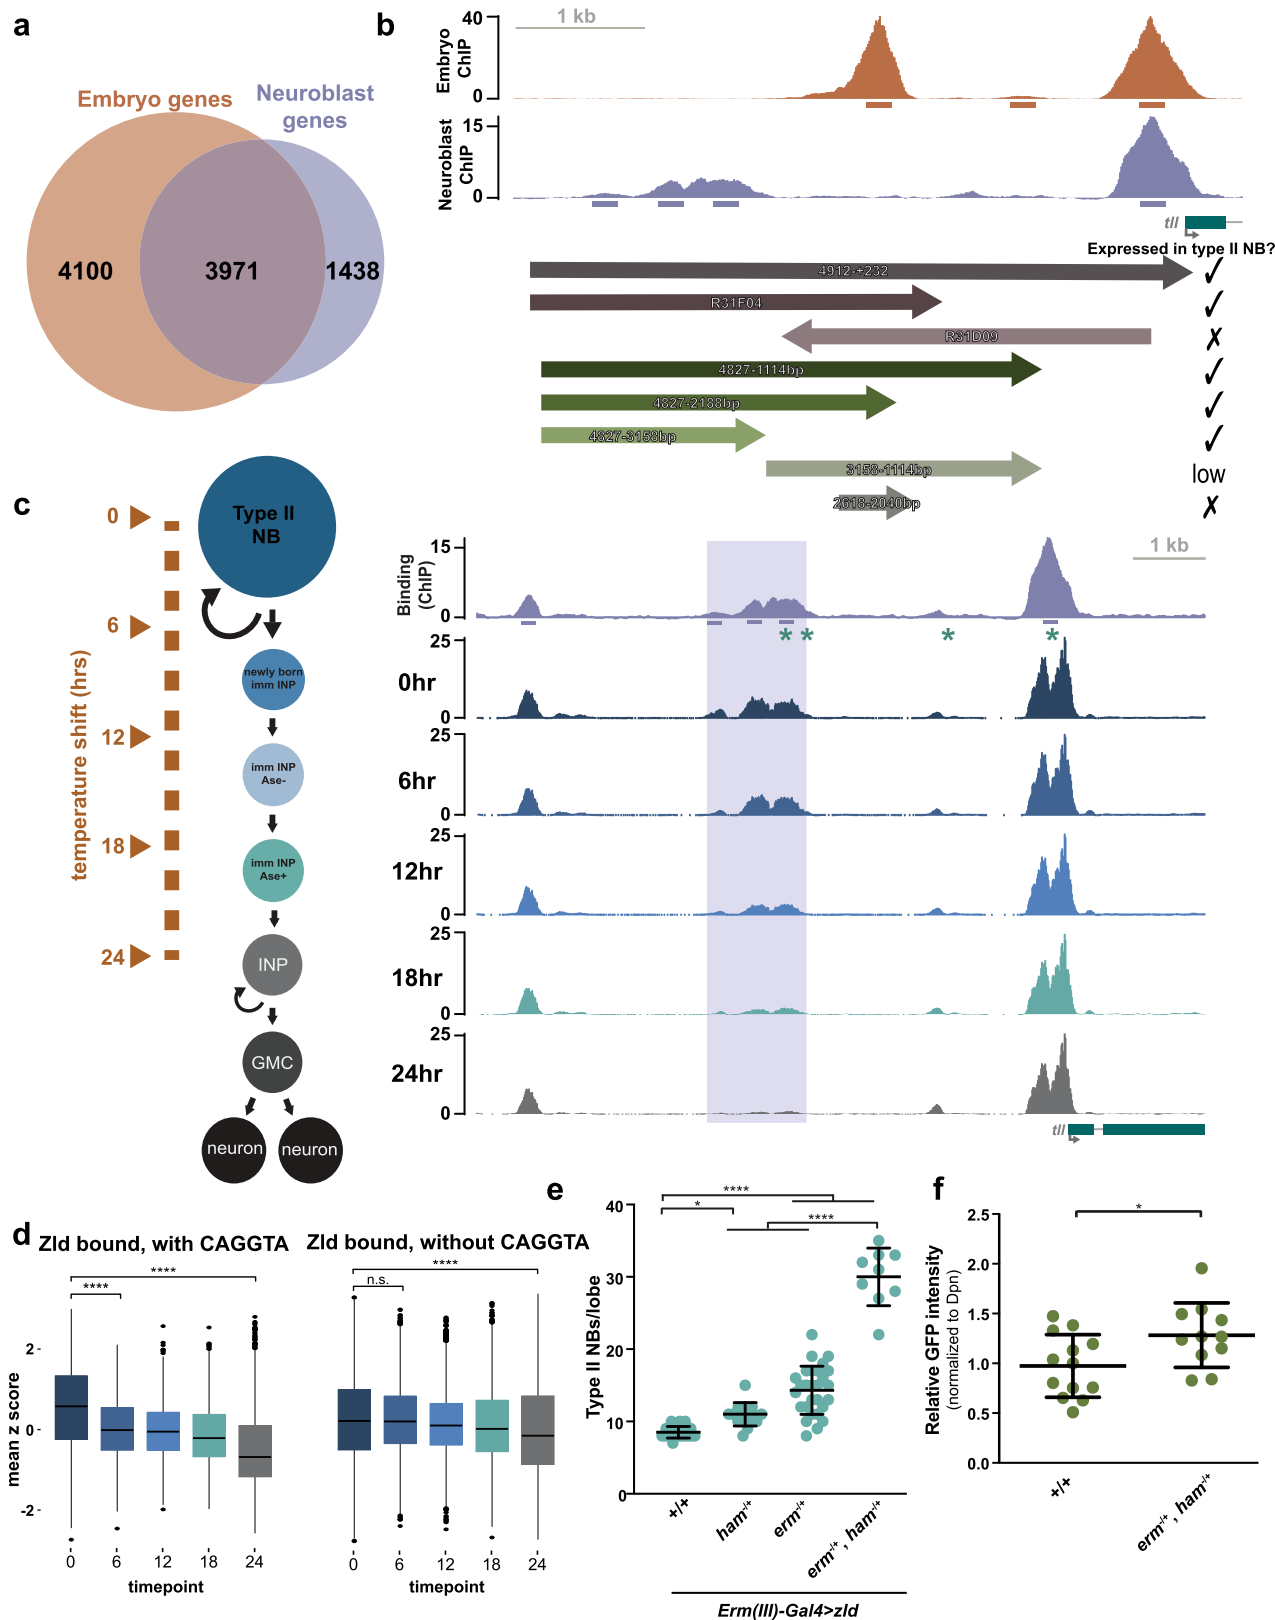 a
Embryo genes
Neuroblast
genes
4100
3971
1438
b
1 kb
Embryo
ChIP
40
0
Neuroblast
ChIP
15
0
tll
Expressed in type II NB?
4912-+232
✓
R31F04
✓
R31D09
✗
4827-1114bp
✓
4827-2188bp
✓
4827-3158bp
✓
3158-1114bp
low
2618-2040bp
✗
c
temperature shift (hrs)
0
6
12
18
24
Type II
NB
newly born
imm INP
imm INP
Ase-
imm INP
Ase+
INP
GMC
neuron
neuron
Binding
(ChIP)
15
0
1 kb
* * * *
0hr
25
0
6hr
25
0
12hr
25
0
18hr
25
0
24hr
25
0
tll
d
Zld bound, with CAGGTA
****
****
mean z score
2
0
-2
0 6 12 18 24
timepoint
Zld bound, without CAGGTA
****
n.s.
0 6 12 18 24
timepoint
e
Type II NBs/lobe
40
30
20
10
0
****
*
****
+/+
ham-/+
erm-/+
erm-/+, ham-/+
Erm(III)-Gal4>zld
f
Relative GFP intensity
(normalized to Dpn)
2.5
2.0
1.5
1.0
0.5
0.0
*
+/+
erm-/+, ham-/+